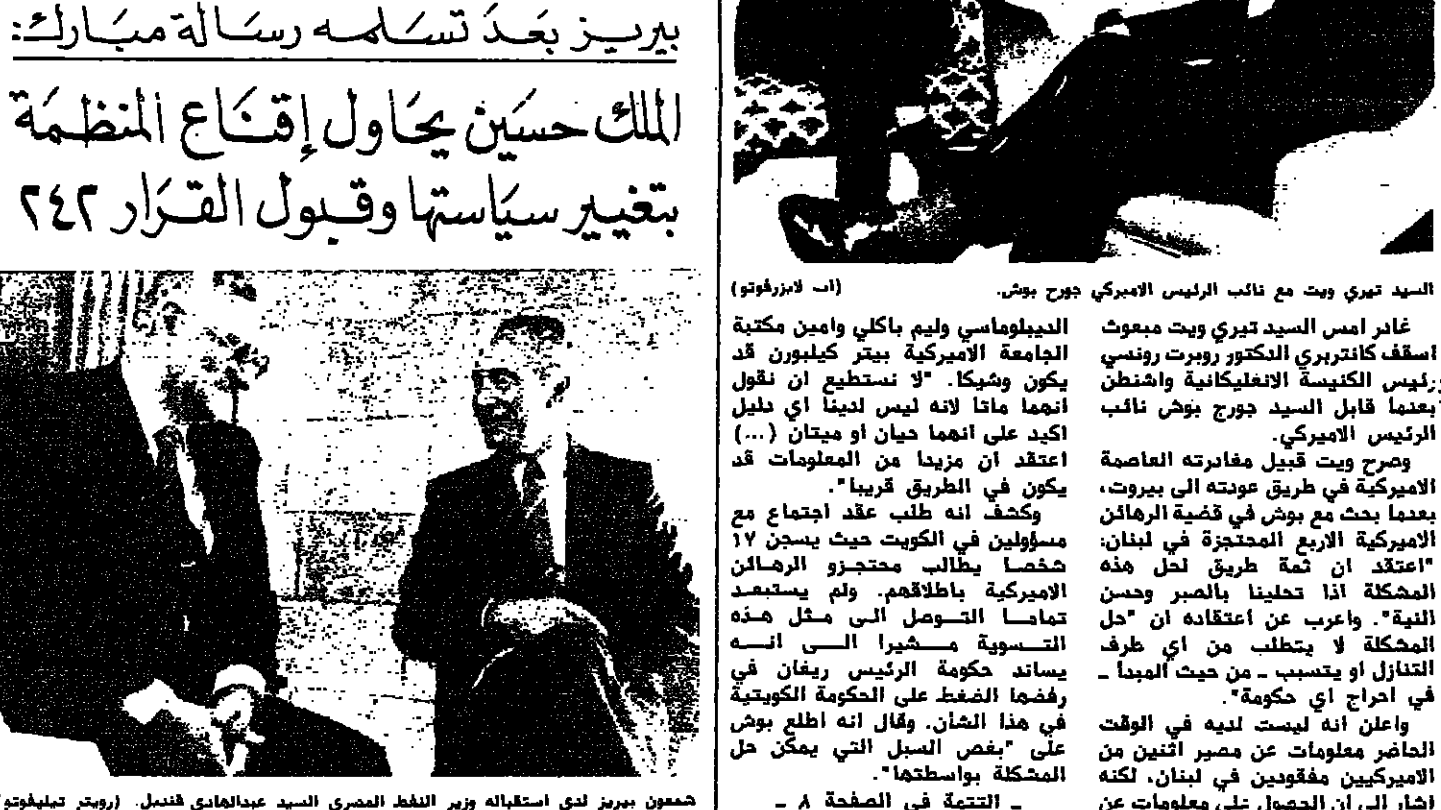 بيريز بعد تسلمه رسالة مبارك:
الملك حسين يحاول إقناع المنظمة
بتغيير سياستها وقبول القرار ٢٤٢
شمعون بيريز لدى استقباله وزير النفط المصري السيد عبدالهادي قنديل. (رويتر تيليفوتو
السيد تيري ويت مع نائب الرئيس الاميركي جورج بوش. (اب لايزرفوتو)
غادر امس السيد تيري ويت مبعوث
اسقف كانتربري الدكتور روبرت رونسي
ورئيس الكنيسة الانغليكانية واشنطن
بعدما قابل السيد جورج بوش نائب
الرئيس الاميركي.
وصرح ويت قبيل مغادرته العاصمة
الاميركية في طريق عودته الى بيروت،
بعدما بحث مع بوش في قضية الرهائن
الاميركية الاربع المحتجزة في لبنان:
"اعتقد ان ثمة طريق لحل هذه
المشكلة اذا تحلينا بالصبر وحسن
النية". واعرب عن اعتقاده ان "حل
المشكلة لا يتطلب من اي طرف
التنازل او يتسبب ـ من حيث المبدأ ـ
في احراج اي حكومة".
واعلن انه ليست لديه في الوقت
الحاضر معلومات عن مصير اثنين من
الاميركيين مفقودين في لبنان، لكنه
اشار الى ان الحصول على معلومات عن
الديبلوماسي وليم باكلي وامين مكتبة
الجامعة الاميركية بيتر كيلبورن قد
يكون وشيكا. "لا نستطيع ان نقول
انهما ماتا لانه ليس لدينا اي دليل
اكيد على انهما حيان او ميتان (...)
اعتقد ان مزيدا من المعلومات قد
يكون في الطريق قريبا".
وكشف انه طلب عقد اجتماع مع
مسؤولين في الكويت حيث يسجن ١٧
شخصا يطالب محتجزو الرهائن
الاميركية باطلاقهم. ولم يستبعد
تماما التوصل الى مثل هذه
التسوية مشيرا الى انه
يساند حكومة الرئيس ريغان في
رفضها الضغط على الحكومة الكويتية
في هذا الشأن. وقال انه اطلع بوش
على "بعض السبل التي يمكن حل
المشكلة بواسطتها".
ـ التتمة في الصفحة ٨ ـ